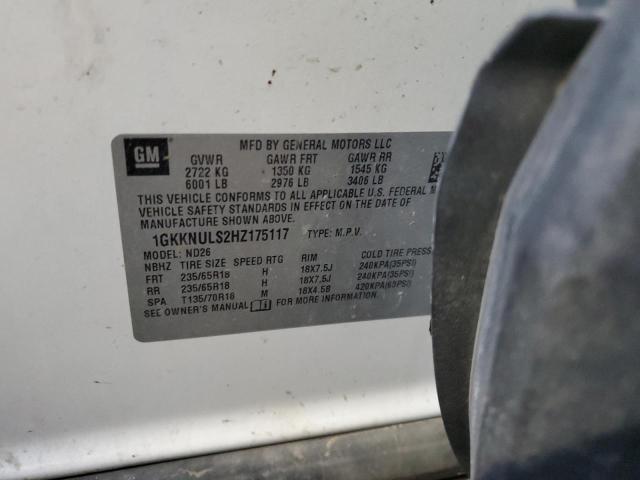 GM
MFD BY GENERAL MOTORS LLC
GVWR GAWR FRT GAWR RR
2722 KG 1350 KG 1545 KG
6001 LB 2976 LB 3406 LB
THIS VEHICLE CONFORMS TO ALL APPLICABLE U.S. FEDERAL M
VEHICLE SAFETY STANDARDS IN EFFECT ON THE DATE OF
MANUFACTURE SHOWN ABOVE.
1GKKNULS2HZ175117 TYPE: M.P.V.
MODEL: ND26
NBHZ TIRE SIZE SPEED RTG RIM COLD TIRE PRES
FRT 235/65R18 H 18X7.5J 240KPA(35PSI)
RR 235/65R18 H 18X7.5J 240KPA(35PSI)
SPA T135/70R18 M 18X4.5B 420KPA(60PSI)
SEE OWNER'S MANUAL FOR MORE INFORMATION.